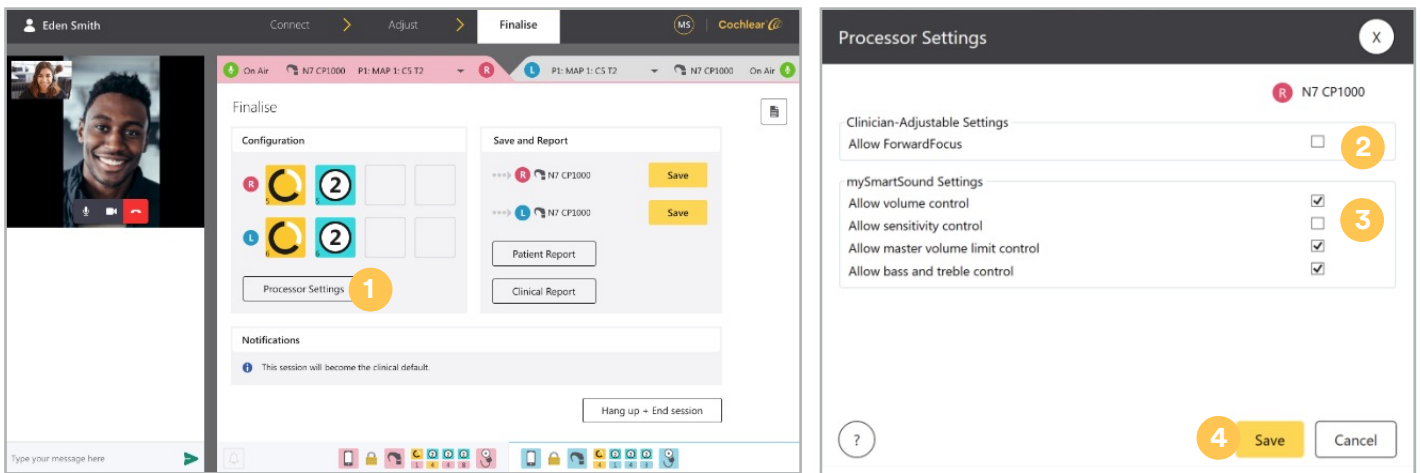 Eden Smith
Connect
Adjust
Finalise
MS
Cochlear
On Air N7 CP1000 P1: MAP 1: C5 T2 R
L P1: MAP 1: C5 T2 N7 CP1000 On Air
Finalise
Configuration
R 5 2 5
L 6 2 6
Processor Settings
1
Save and Report
R N7 CP1000 Save
L N7 CP1000 Save
Patient Report
Clinical Report
Notifications
This session will become the clinical default.
Hang up + End session
Type your message here
Processor Settings
X
R N7 CP1000
Clinician-Adjustable Settings
Allow ForwardFocus
2
mySmartSound Settings
Allow volume control
Allow sensitivity control
3
Allow master volume limit control
Allow bass and treble control
?
4
Save
Cancel